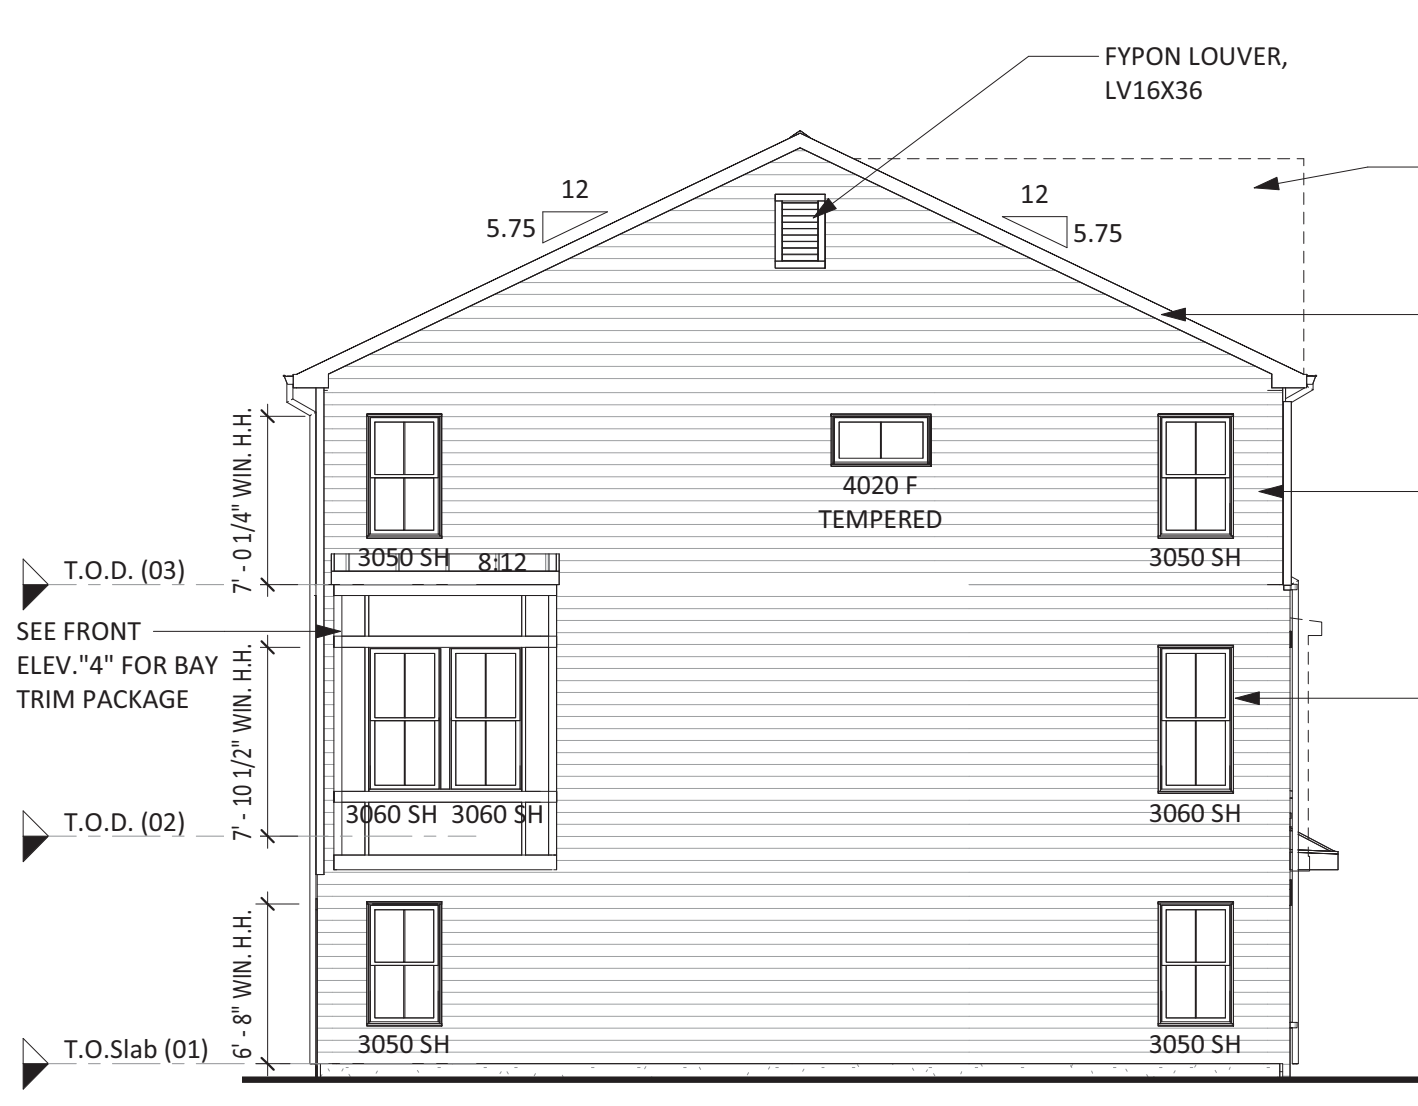 FYPON LOUVER,
LV16X36
12
5.75
12
5.75
7' - 0 1/4" WIN. H.H.
4020 F
TEMPERED
3050 SH
8:12
3050 SH
T.O.D. (03)
SEE FRONT
ELEV."4" FOR BAY
TRIM PACKAGE
7' - 10 1/2" WIN. H.H.
3060 SH
3060 SH
3060 SH
T.O.D. (02)
6' - 8" WIN. H.H.
3050 SH
3050 SH
T.O.Slab (01)